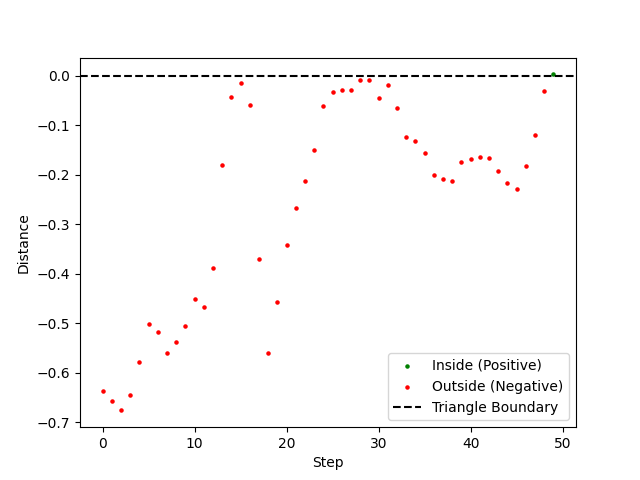 0.0
−0.1
−0.2
−0.3
−0.4
−0.5
−0.6
−0.7
Distance
Inside (Positive)
Outside (Negative)
Triangle Boundary
0 10 20 30 40 50
Step